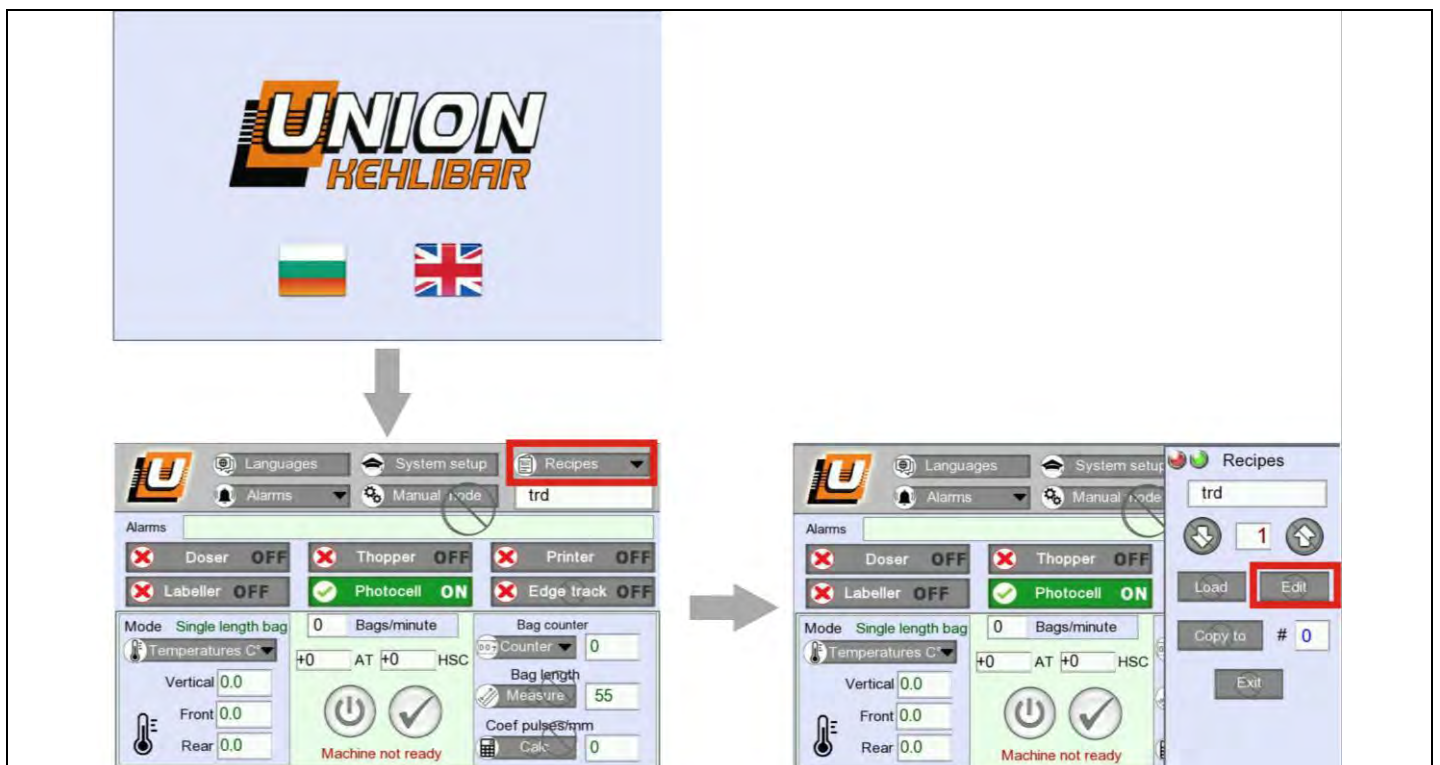 UNION
KEHLIBAR
Languages System setup Recipes
Alarms Manual mode trd
Alarms
Doser OFF Thopper OFF Printer OFF
Labeller OFF Photocell ON Edge track OFF
Mode Single length bag 0 Bags/minute Bag counter
Temperatures C° +0 AT +0 HSC Counter 0
Vertical 0.0 Bag length
Measure 55
Front 0.0 Coef pulses/mm
Rear 0.0 Machine not ready Calc 0
Languages System setup
Alarms Manual mode
Alarms
Doser OFF Thopper OFF
Labeller OFF Photocell ON
Mode Single length bag 0 Bags/minute
Temperatures C° +0 AT +0 HSC
Vertical 0.0
Front 0.0
Rear 0.0 Machine not ready
Recipes
trd
1
Load Edit
Copy to # 0
Exit